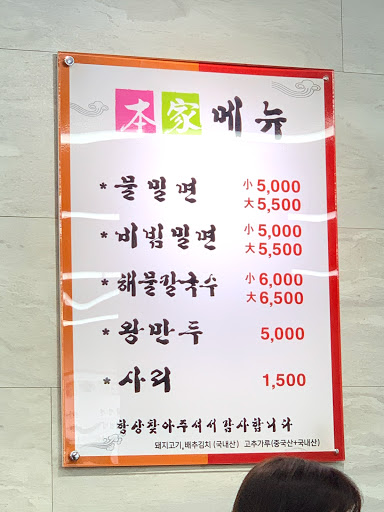 本家메뉴
* 물밀면 小 5,000
大 5,500
* 비빔밀면 小 5,000
大 5,500
* 해물칼국수 小 6,000
大 6,500
* 왕만두 5,000
* 사리 1,500
항상찾아주셔서감사합니다
돼지고기,배추김치(국내산) 고추가루(중국산+국내산)